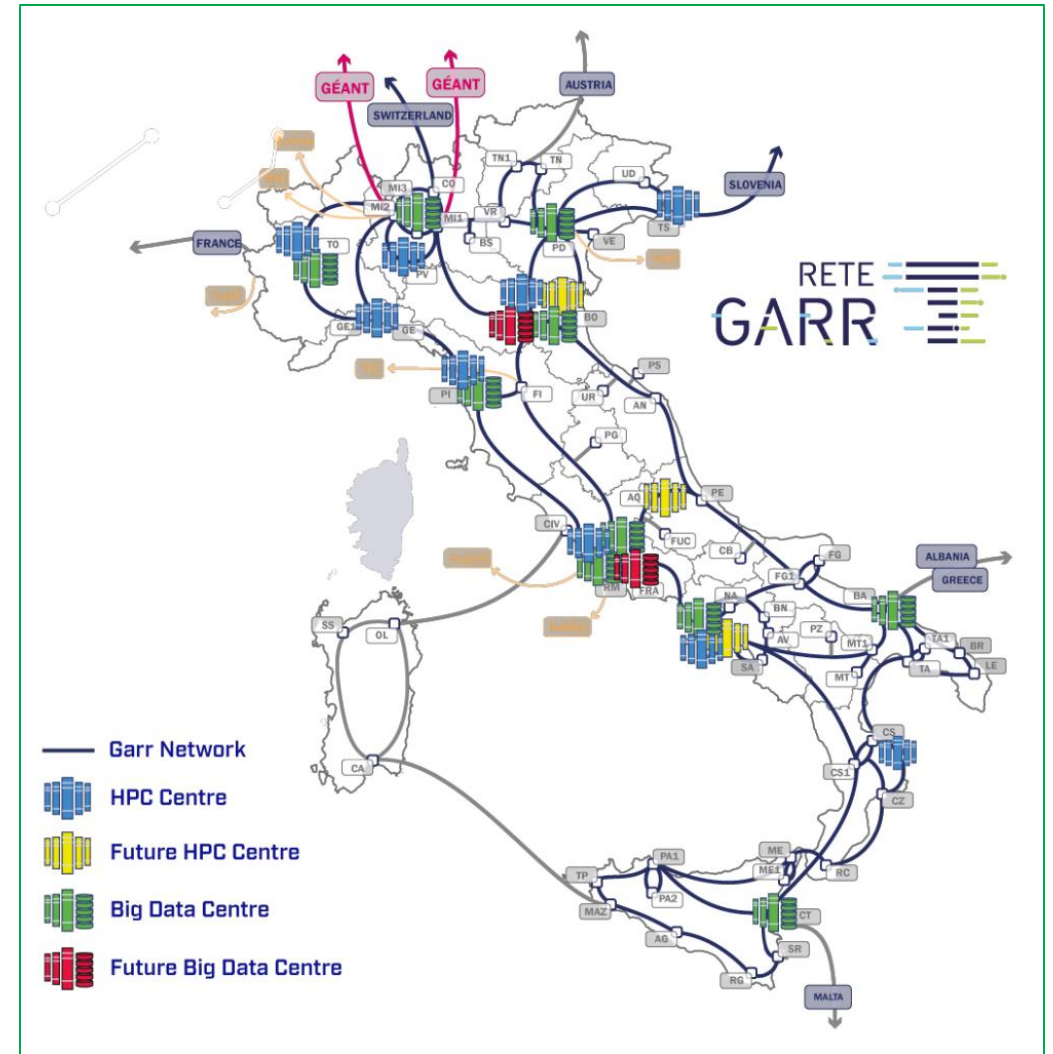 GÉANT
GÉANT
AUSTRIA
SWITZERLAND
TN1
TN
MI3
CO
UD
SLOVENIA
MI2
MI1
VR
TS
FRANCE
TO
BS
PD
VE
PV
RETE
GARR
GE1
GE
BO
PS
PI
FI
UR
AN
PG
AQ
PE
CIV
FUC
CB
FG
ALBANIA
RM
FRA
FG1
GREECE
NA
BA
BN
SS
OL
AV
PZ
MT1
TA1
BR
SA
MT
TA
LE
CS
Garr Network
CA
CS1
HPC Centre
CZ
Future HPC Centre
ME
PA1
TP
ME1
RC
PA2
Big Data Centre
MAZ
CT
AG
SR
Future Big Data Centre
RG
MALTA